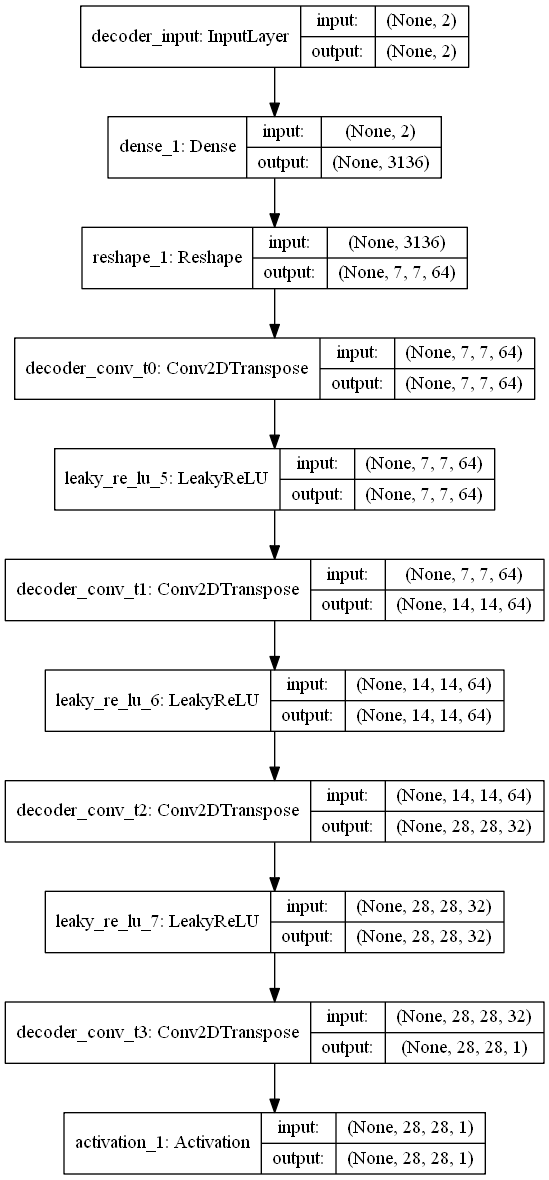 decoder_input: InputLayer
input: (None, 2)
output: (None, 2)
dense_1: Dense
input: (None, 2)
output: (None, 3136)
reshape_1: Reshape
input: (None, 3136)
output: (None, 7, 7, 64)
decoder_conv_t0: Conv2DTranspose
input: (None, 7, 7, 64)
output: (None, 7, 7, 64)
leaky_re_lu_5: LeakyReLU
input: (None, 7, 7, 64)
output: (None, 7, 7, 64)
decoder_conv_t1: Conv2DTranspose
input: (None, 7, 7, 64)
output: (None, 14, 14, 64)
leaky_re_lu_6: LeakyReLU
input: (None, 14, 14, 64)
output: (None, 14, 14, 64)
decoder_conv_t2: Conv2DTranspose
input: (None, 14, 14, 64)
output: (None, 28, 28, 32)
leaky_re_lu_7: LeakyReLU
input: (None, 28, 28, 32)
output: (None, 28, 28, 32)
decoder_conv_t3: Conv2DTranspose
input: (None, 28, 28, 32)
output: (None, 28, 28, 1)
activation_1: Activation
input: (None, 28, 28, 1)
output: (None, 28, 28, 1)